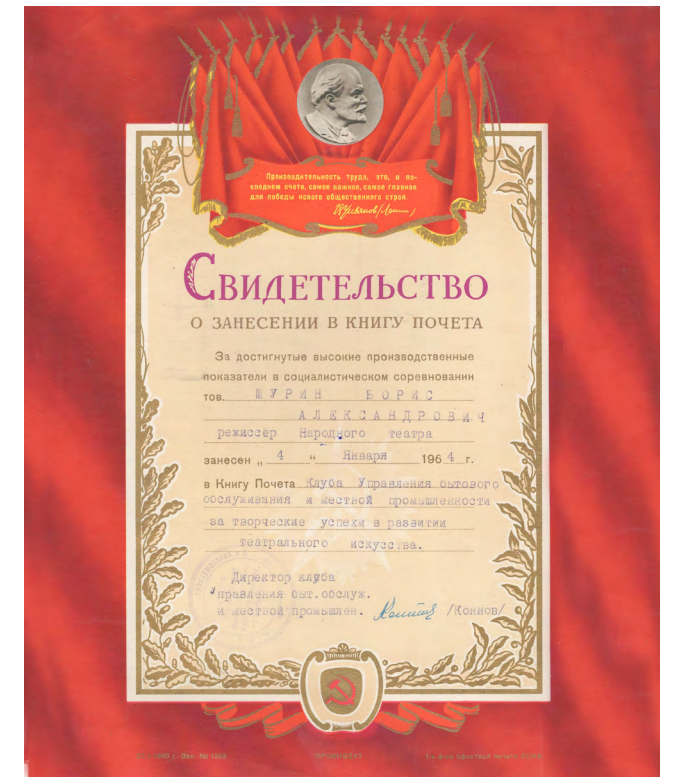 Производительность труда, это, в по-
следнем счете, самое важное, самое главное
для победы нового общественного строя
СВИДЕТЕЛЬСТВО
О ЗАНЕСЕНИИ В КНИГУ ПОЧЕТА
За достигнутые высокие производственные
показатели в социалистическом соревновании
тов. ШУРИН БОРИС
АЛЕКСАНДРОВИЧ
режиссёр Народного театра
занесен „ 4 “ Января 1964 г.
в Книгу Почета Клуба Управления бытового
обслуживания и местной промышленности
за творческие успехи в развитии
театрального искусства.
Директор клуба
Управления быт.обслуж.
и местной промышлен. /Коннов/